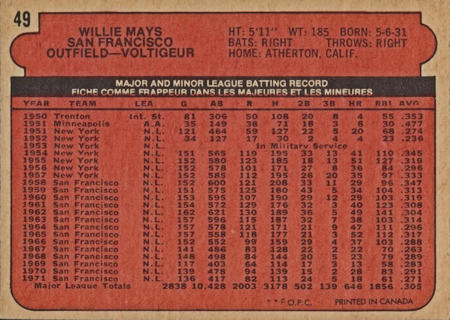 49
WILLIE MAYS
SAN FRANCISCO
OUTFIELD—VOLTIGEUR
HT: 5'11" WT: 185 BORN: 5-6-31
BATS: RIGHT THROWS: RIGHT
HOME: ATHERTON, CALIF.
MAJOR AND MINOR LEAGUE BATTING RECORD
FICHE COMME FRAPPEUR DANS LES MAJEURES ET LES MINEURES
YEAR TEAM LEA G AB R H 2B 3B HR RBI AVG
1950 Trenton Int. St. 81 306 50 108 20 8 4 55 .353
1951 Minneapolis A.A. 35 149 38 71 18 3 8 30 .477
1951 New York N.L. 121 464 59 127 22 5 20 68 .274
1952 New York N.L. 34 127 17 30 2 4 4 23 .236
1953 New York N.L. In Military Service
1954 New York N.L. 151 565 119 195 33 13 41 110 .345
1955 New York N.L. 152 580 123 185 18 13 51 127 .319
1956 New York N.L. 152 578 101 171 27 8 36 84 .296
1957 New York N.L. 152 585 112 195 26 20 35 97 .333
1958 San Francisco N.L. 152 600 121 208 33 11 29 96 .347
1959 San Francisco N.L. 151 575 125 180 43 5 34 104 .313
1960 San Francisco N.L. 153 595 107 190 29 12 29 103 .319
1961 San Francisco N.L. 154 572 129 176 32 3 40 123 .308
1962 San Francisco N.L. 162 621 130 189 36 5 49 141 .304
1963 San Francisco N.L. 157 596 115 187 32 7 38 103 .314
1964 San Francisco N.L. 157 578 121 171 21 9 47 111 .296
1965 San Francisco N.L. 157 558 118 177 21 3 52 112 .317
1966 San Francisco N.L. 152 552 99 159 29 4 37 103 .288
1967 San Francisco N.L. 141 486 83 128 22 2 22 70 .263
1968 San Francisco N.L. 148 498 84 144 20 5 23 79 .289
1969 San Francisco N.L. 117 403 64 114 17 3 13 58 .283
1970 San Francisco N.L. 139 478 94 139 15 2 28 83 .291
1971 San Francisco N.L. 136 417 82 113 24 5 18 61 .271
Major League Totals 2838 10,428 2003 3178 502 139 646 1856 .305
**F O.P.C. PRINTED IN CANADA